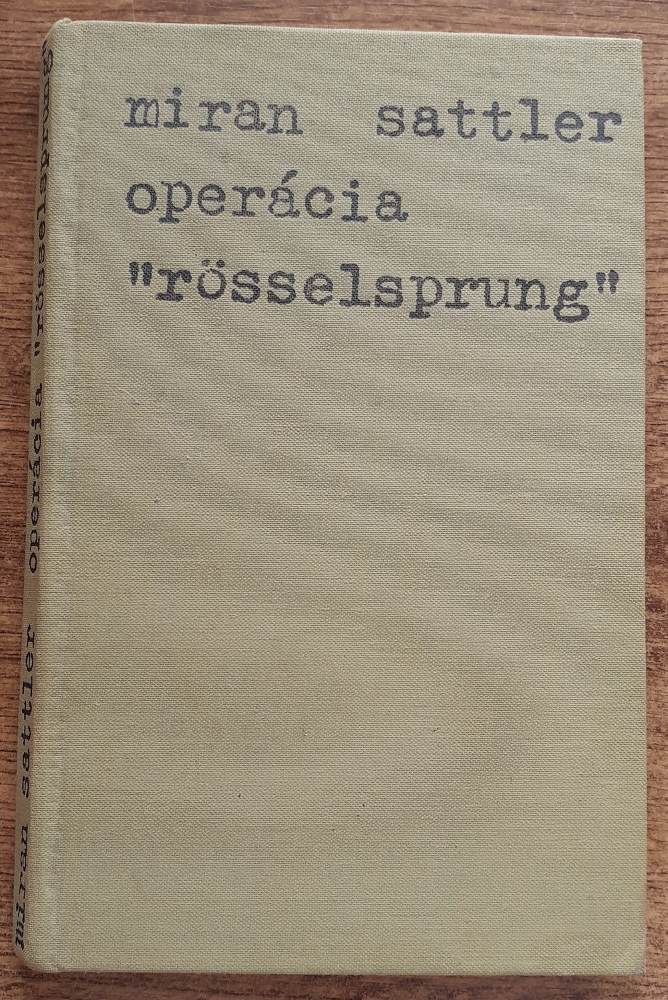 miran sattler
operácia
"rösselsprung"
miran sattler operácia "rösselsprung"